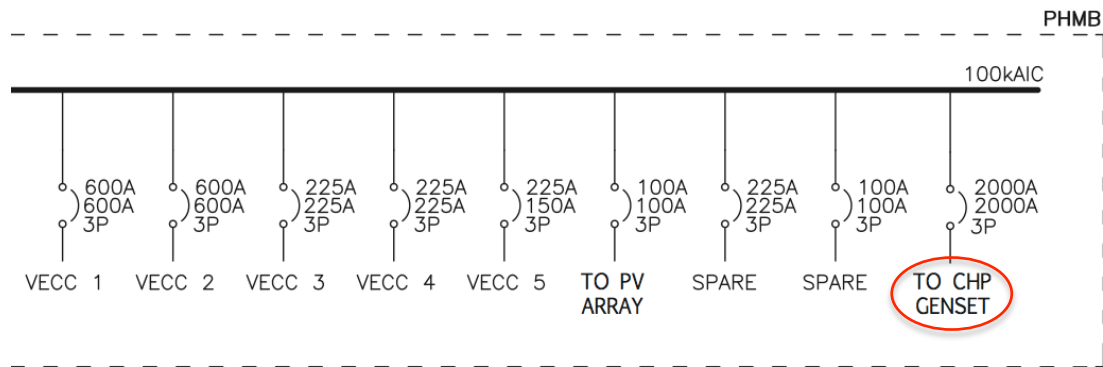 PHMB
100kAIC
600A
600A
3P
600A
600A
3P
225A
225A
3P
225A
225A
3P
225A
150A
3P
100A
100A
3P
225A
225A
3P
100A
100A
3P
2000A
2000A
3P
VECC 1
VECC 2
VECC 3
VECC 4
VECC 5
TO PV
ARRAY
SPARE
SPARE
TO CHP
GENSET